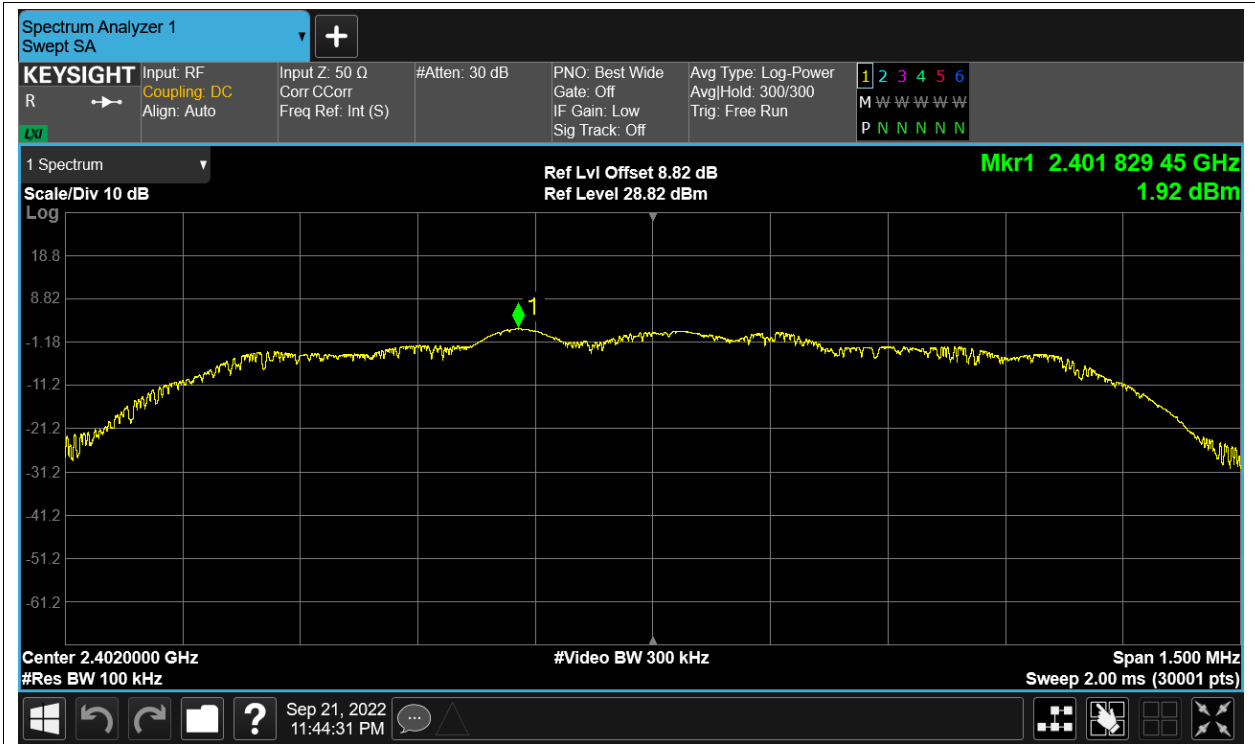 Spectrum Analyzer 1
Swept SA
KEYSIGHT
R
LXI
Input: RF
Coupling: DC
Align: Auto
Input Z: 50 Ω
Corr CCorr
Freq Ref: Int (S)
#Atten: 30 dB
PNO: Best Wide
Gate: Off
IF Gain: Low
Sig Track: Off
Avg Type: Log-Power
Avg|Hold: 300/300
Trig: Free Run
1 2 3 4 5 6
M W W W W W
P N N N N N
1 Spectrum
Scale/Div 10 dB
Log
Ref Lvl Offset 8.82 dB
Ref Level 28.82 dBm
Mkr1 2.401 829 45 GHz
1.92 dBm
18.8
8.82
1
-1.18
-11.2
-21.2
-31.2
-41.2
-51.2
-61.2
Center 2.4020000 GHz
#Video BW 300 kHz
Span 1.500 MHz
#Res BW 100 kHz
Sweep 2.00 ms (30001 pts)
?
Sep 21, 2022
11:44:31 PM